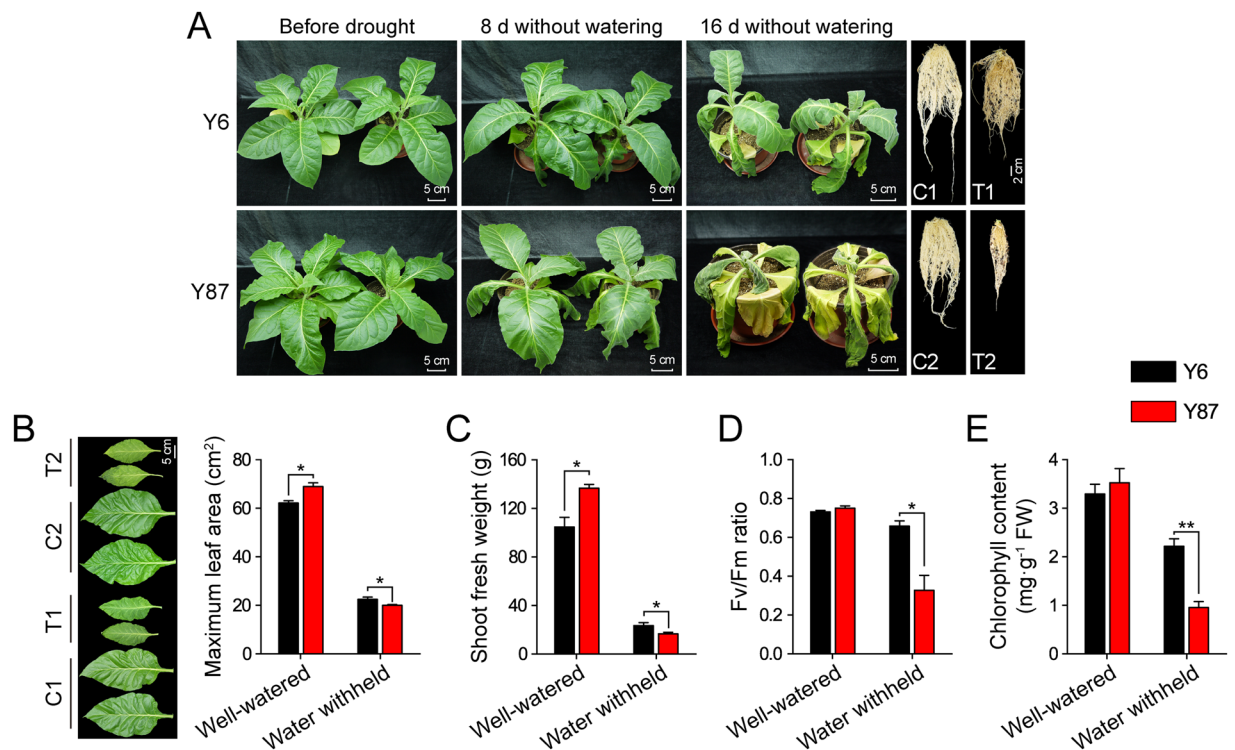 A
Before drought
8 d without watering
16 d without watering
Y6
5 cm
5 cm
5 cm
C1
T1
2 cm
Y87
5 cm
5 cm
5 cm
C2
T2
Y6
Y87
B
T2
C2
T1
C1
5 cm
Maximum leaf area (cm²)
80
60
40
20
0
*
*
Well-watered
Water withheld
C
Shoot fresh weight (g)
160
120
80
40
0
*
*
Well-watered
Water withheld
D
Fv/Fm ratio
1.0
0.8
0.6
0.4
0.2
0.0
*
Well-watered
Water withheld
E
Chlorophyll content
(mg·g⁻¹ FW)
4
3
2
1
0
**
Well-watered
Water withheld